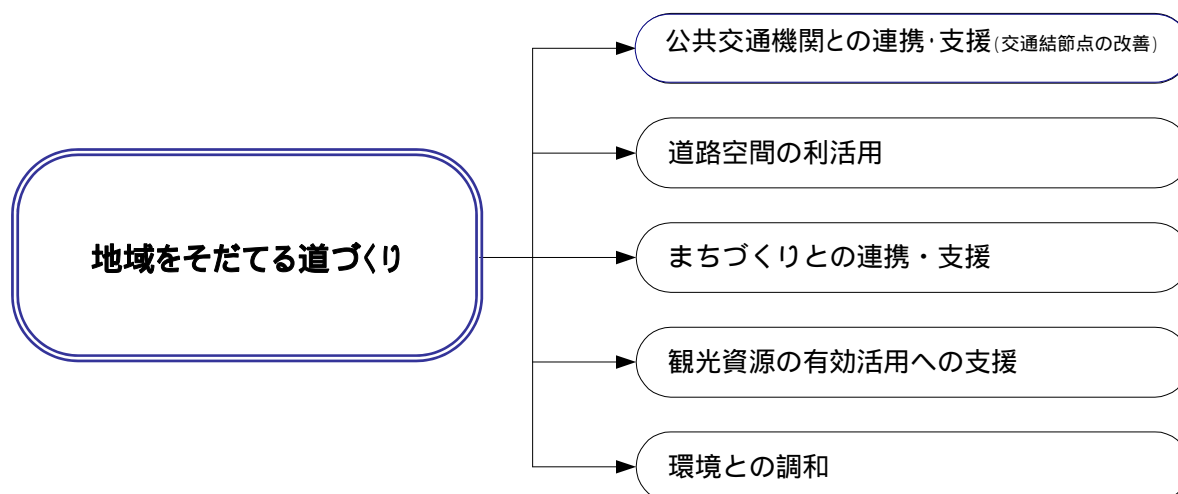 公共交通機関との連携･支援(交通結節点の改善)
道路空間の利活用
地域をそだてる道づくり
まちづくりとの連携・支援
観光資源の有効活用への支援
環境との調和